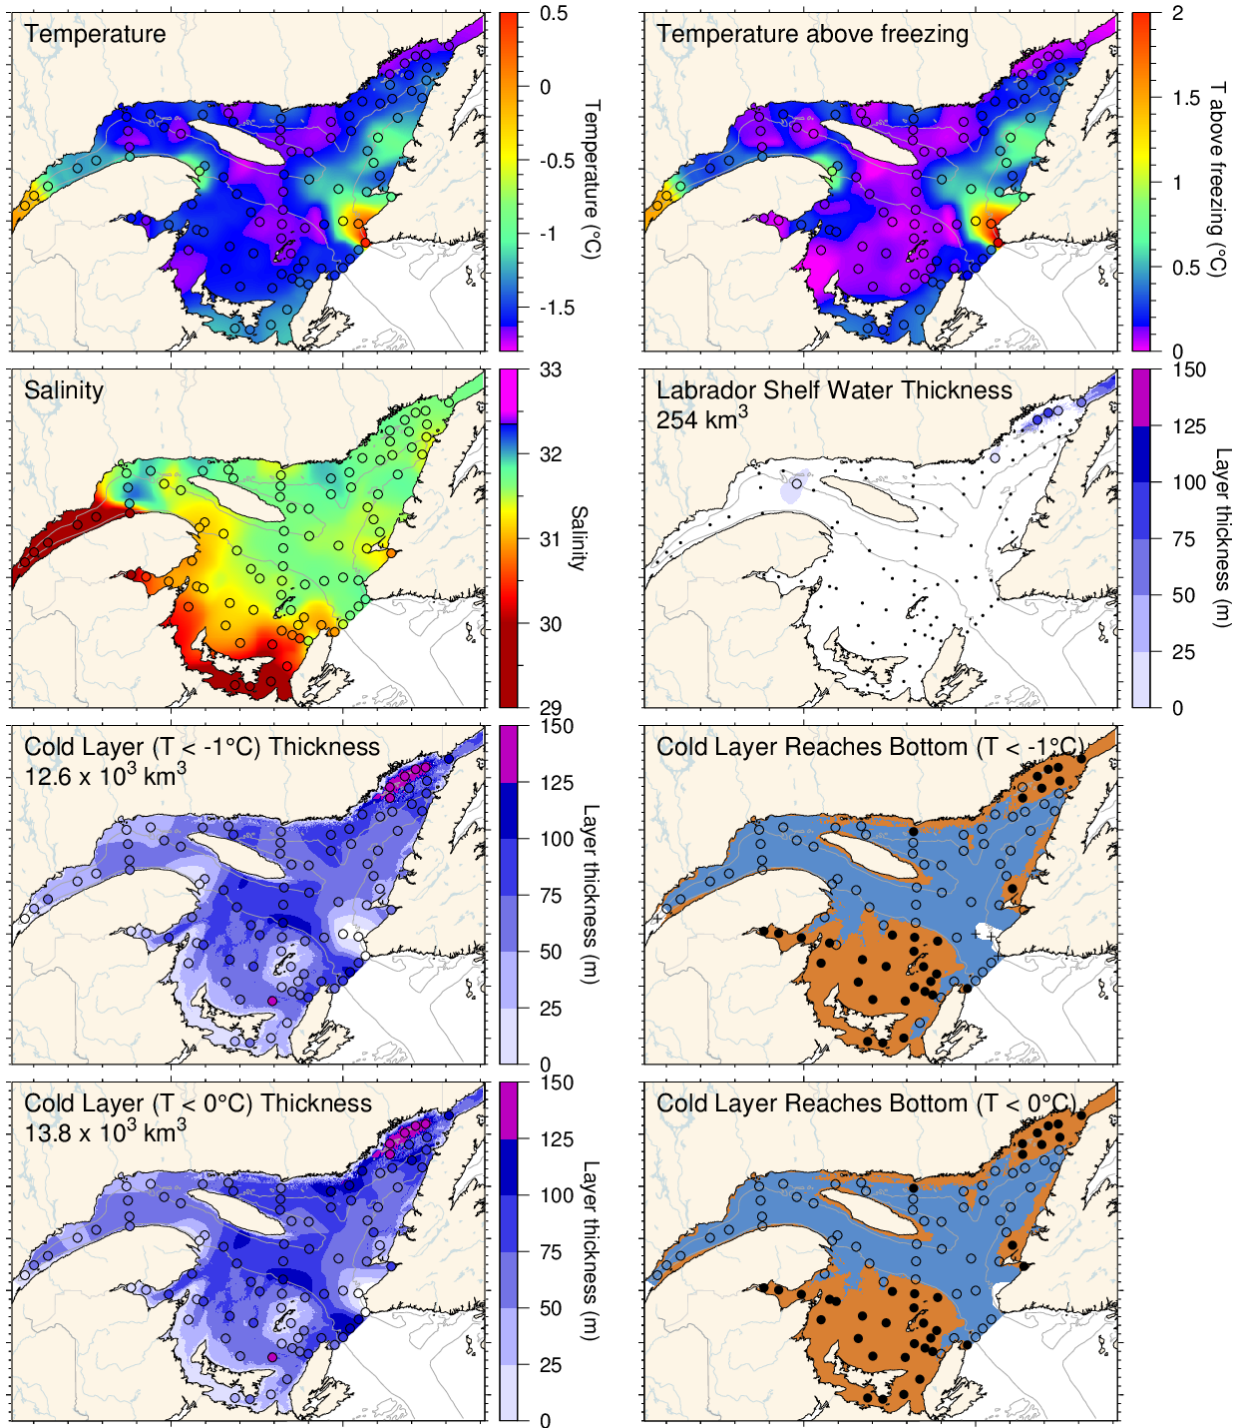 Temperature
0.5
0
-0.5
-1
-1.5
Temperature (°C)
Temperature above freezing
2
1.5
1
0.5
0
T above freezing (°C)
Salinity
33
32
31
30
29
Salinity
Labrador Shelf Water Thickness
254 km³
150
125
100
75
50
25
0
Layer thickness (m)
Cold Layer (T < -1°C) Thickness
12.6 x 10³ km³
150
125
100
75
50
25
0
Layer thickness (m)
Cold Layer Reaches Bottom (T < -1°C)
Cold Layer (T < 0°C) Thickness
13.8 x 10³ km³
150
125
100
75
50
25
0
Layer thickness (m)
Cold Layer Reaches Bottom (T < 0°C)